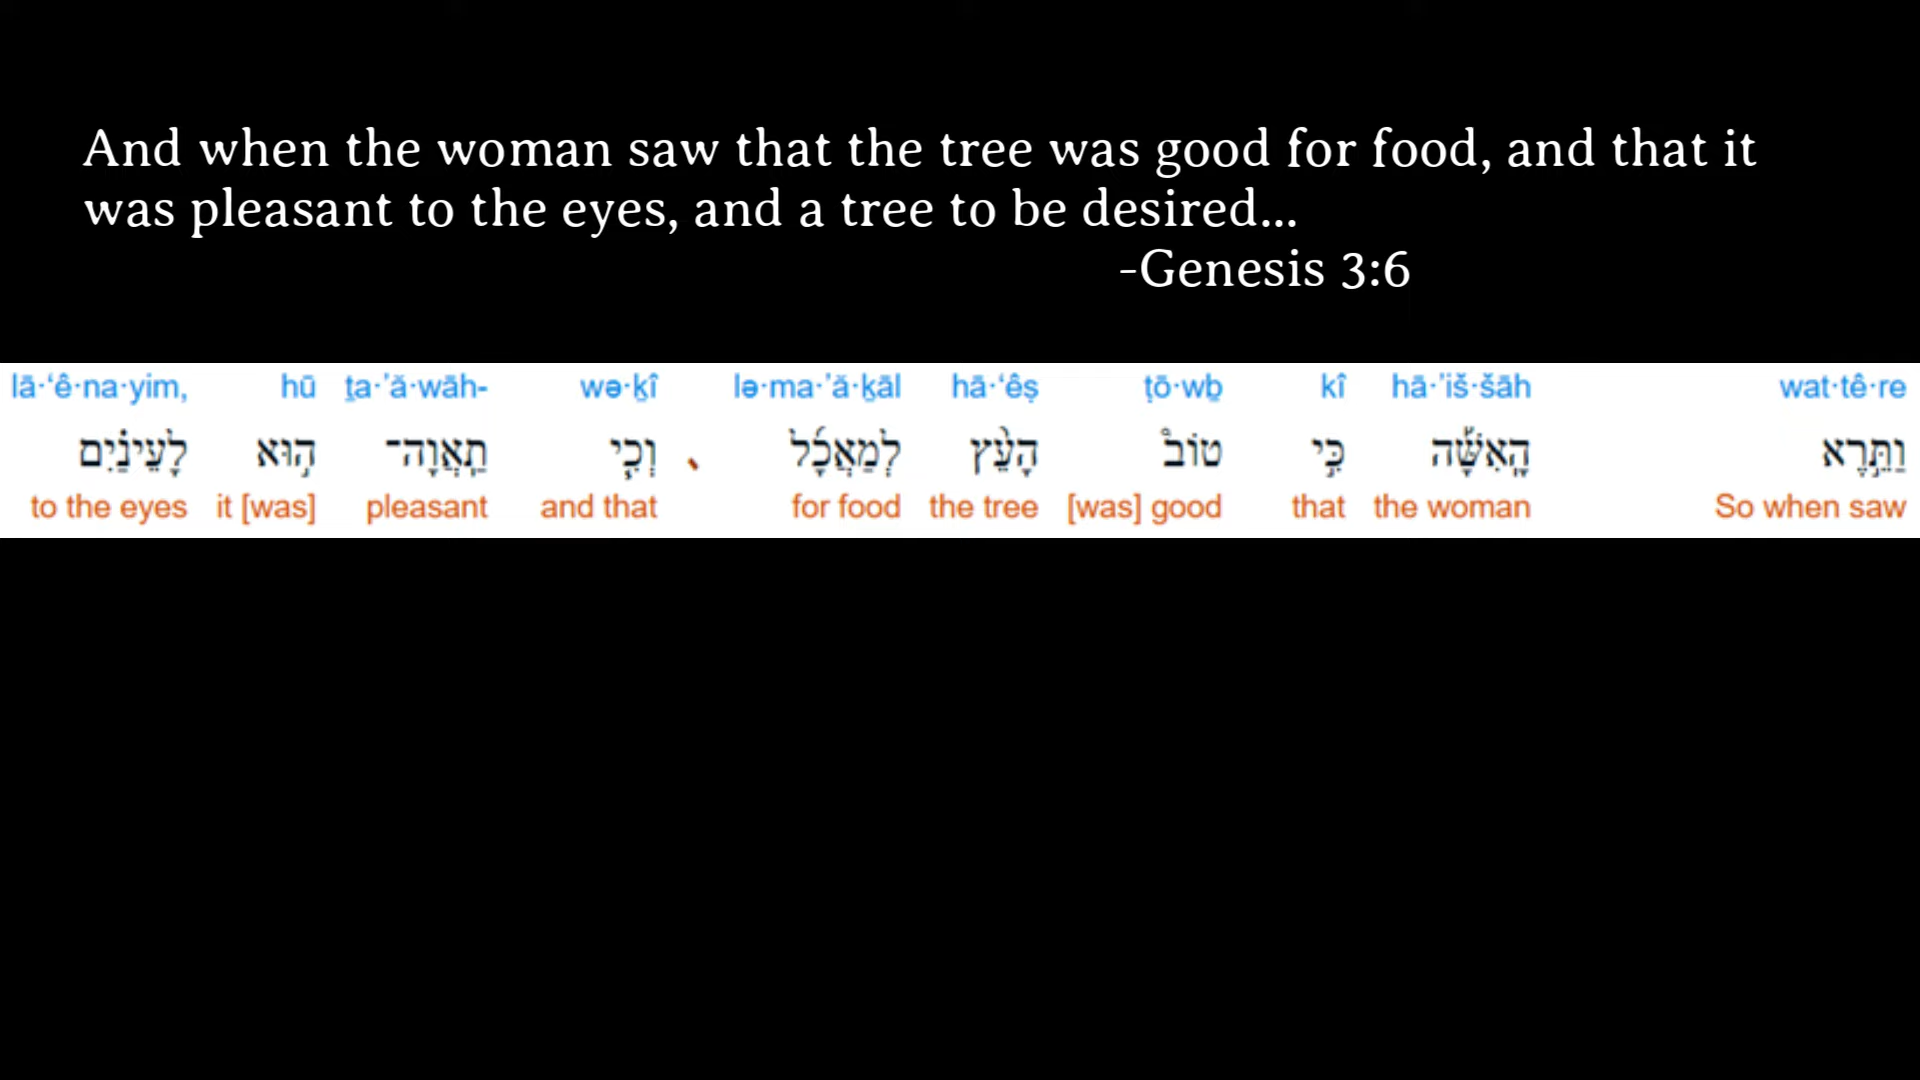 And when the woman saw that the tree was good for food, and that it
was pleasant to the eyes, and a tree to be desired...
-Genesis 3:6
lā·‘ê·na·yim, hū ṯa·’ă·wāh- wə·ḵî lə·ma·’ă·ḵāl hā·‘êṣ ṭō·wḇ kî hā·’iš·šāh wat·tê·re
וַתֵּ֣רֶא הָֽאִשָּׁ֡ה כִּ֣י טוֹב֩ הָעֵ֨ץ לְמַאֲכָ֜ל וְכִ֧י תַֽאֲוָה־ ה֣וּא לָעֵינַ֗יִם
to the eyes it [was] pleasant and that for food the tree [was] good that the woman So when saw